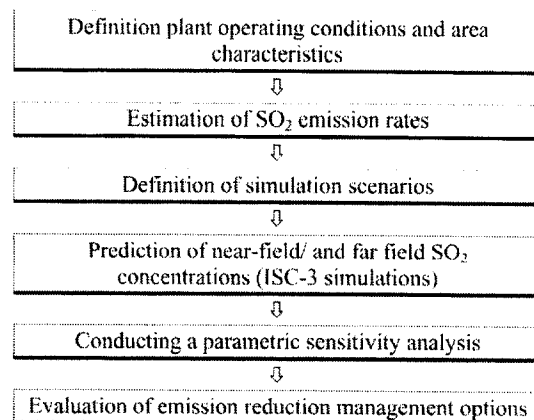 Definition plant operating conditions and area
characteristics
⇩
Estimation of SO₂ emission rates
⇩
Definition of simulation scenarios
⇩
Prediction of near-field/ and far field SO₂
concentrations (ISC-3 simulations)
⇩
Conducting a parametric sensitivity analysis
⇩
Evaluation of emission reduction management options